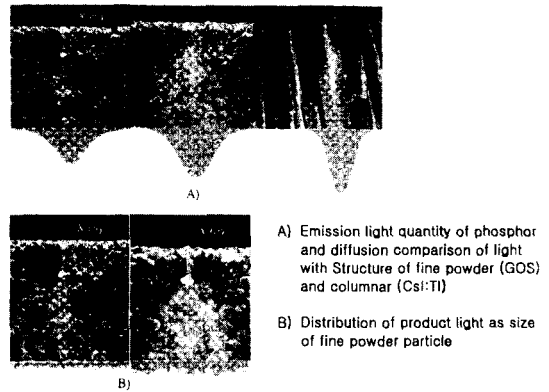 A)
A) Emission light quantity of phosphor
and diffusion comparison of light
with Structure of fine powder (GOS)
and columnar (CsI:Tl)
B) Distribution of product light as size
of fine powder particle
B)